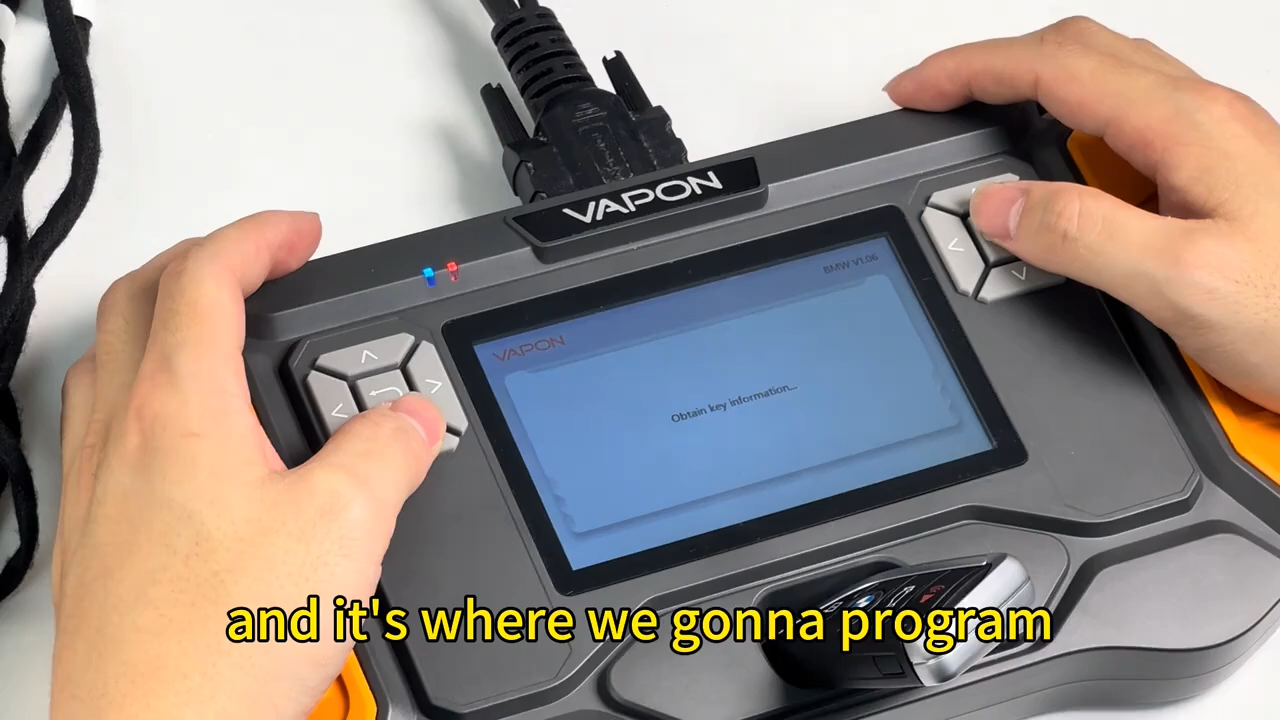 VAPON
BMW V1.06
VAPON
Obtain key information...
and it's where we gonna program